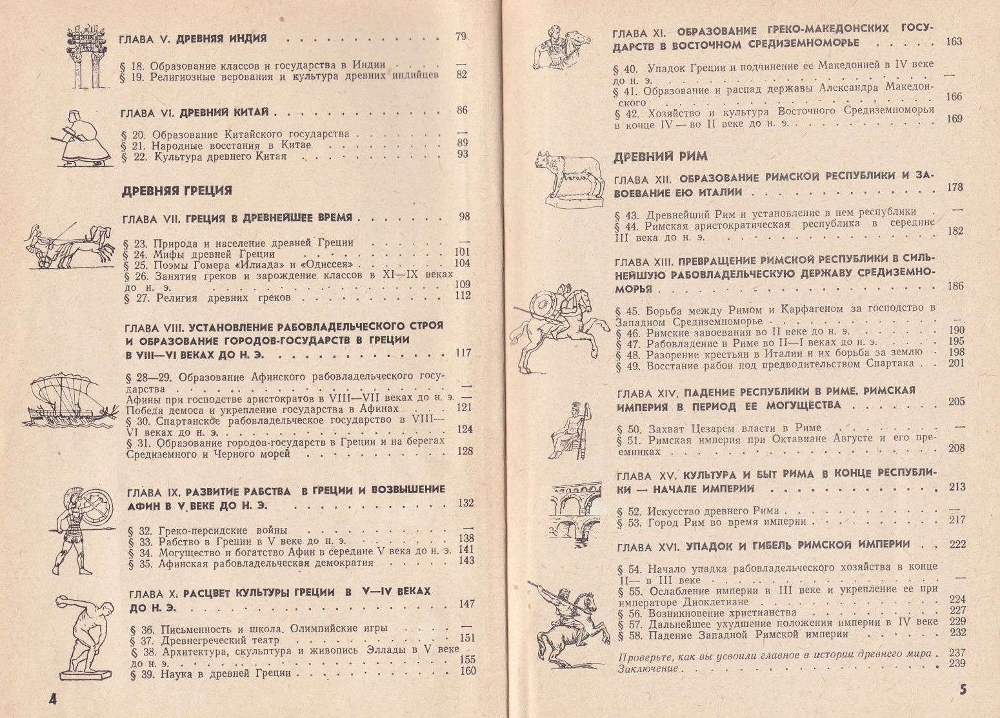 ГЛАВА V. ДРЕВНЯЯ ИНДИЯ . . . . . . . . . . . . 79
§ 18. Образование классов и государства в Индии . . . . —
§ 19. Религиозные верования и культура древних индийцев 82
ГЛАВА VI. ДРЕВНИЙ КИТАЙ . . . . . . . . . . . . 86
§ 20. Образование Китайского государства . . . . . . . —
§ 21. Народные восстания в Китае . . . . . . . . . 89
§ 22. Культура древнего Китая . . . . . . . . . . . 93
ДРЕВНЯЯ ГРЕЦИЯ
ГЛАВА VII. ГРЕЦИЯ В ДРЕВНЕЙШЕЕ ВРЕМЯ . . . . . . . 98
§ 23. Природа и население древней Греции . . . . . . —
§ 24. Мифы древней Греции . . . . . . . . . . . 101
§ 25. Поэмы Гомера «Илиада» и «Одиссея» . . . . . . . 104
§ 26. Занятия греков и зарождение классов в XI—IX веках
до н. э. . . . . . . . . . . . . . . . . 109
§ 27. Религия древних греков . . . . . . . . . . 112
ГЛАВА VIII. УСТАНОВЛЕНИЕ РАБОВЛАДЕЛЬЧЕСКОГО СТРОЯ
И ОБРАЗОВАНИЕ ГОРОДОВ-ГОСУДАРСТВ В ГРЕЦИИ
В VIII—VI ВЕКАХ ДО Н. Э. . . . . . . . . . . . . 117
§ 28—29. Образование Афинского рабовладельческого госу-
дарства . . . . . . . . . . . . . . . . . . . —
Афины при господстве аристократов в VIII—VII веках до н. э. —
Победа демоса и укрепление государства в Афинах . . . 121
§ 30. Спартанское рабовладельческое государство в VIII—
VI веках до н. э. . . . . . . . . . . . . . . 124
§ 31. Образование городов-государств в Греции и на берегах
Средиземного и Черного морей . . . . . . . . . . 128
ГЛАВА IX. РАЗВИТИЕ РАБСТВА В ГРЕЦИИ И ВОЗВЫШЕНИЕ
АФИН В V ВЕКЕ ДО Н. Э. . . . . . . . . . . . 132
§ 32. Греко-персидские войны . . . . . . . . . . —
§ 33. Рабство в Греции в V веке до н. э. . . . . . . . 138
§ 34. Могущество и богатство Афин в середине V века до н. э. 141
§ 35. Афинская рабовладельческая демократия . . . . . 143
ГЛАВА X. РАСЦВЕТ КУЛЬТУРЫ ГРЕЦИИ В V—IV ВЕКАХ
ДО Н. Э. . . . . . . . . . . . . . . . . . . . 147
§ 36. Письменность и школа. Олимпийские игры . . . . —
§ 37. Древнегреческий театр . . . . . . . . . . . 151
§ 38. Архитектура, скульптура и живопись Эллады в V веке
до н. э. . . . . . . . . . . . . . . . . . . . 155
§ 39. Наука в древней Греции . . . . . . . . . . . 160
4
ГЛАВА XI. ОБРАЗОВАНИЕ ГРЕКО-МАКЕДОНСКИХ ГОСУ-
ДАРСТВ В ВОСТОЧНОМ СРЕДИЗЕМНОМОРЬЕ . . . . . 163
§ 40. Упадок Греции и подчинение ее Македонией в IV веке
до н. э. . . . . . . . . . . . . . . . . . . —
§ 41. Образование и распад державы Александра Македон-
ского . . . . . . . . . . . . . . . . . . . 166
§ 42. Хозяйство и культура Восточного Средиземноморья
в конце IV — во II веке до н. э. . . . . . . . . . . 169
ДРЕВНИЙ РИМ
ГЛАВА XII. ОБРАЗОВАНИЕ РИМСКОЙ РЕСПУБЛИКИ И ЗА-
ВОЕВАНИЕ ЕЮ ИТАЛИИ . . . . . . . . . . . . . 178
§ 43. Древнейший Рим и установление в нем республики . —
§ 44. Римская аристократическая республика в середине
III века до н. э. . . . . . . . . . . . . . . . 182
ГЛАВА XIII. ПРЕВРАЩЕНИЕ РИМСКОЙ РЕСПУБЛИКИ В СИЛЬ-
НЕЙШУЮ РАБОВЛАДЕЛЬЧЕСКУЮ ДЕРЖАВУ СРЕДИЗЕМНО-
МОРЬЯ . . . . . . . . . . . . . . . . . . . . 186
§ 45. Борьба между Римом и Карфагеном за господство в
Западном Средиземноморье . . . . . . . . . . . . —
§ 46. Римские завоевания во II веке до н. э. . . . . . . 190
§ 47. Рабовладение в Риме во II—I веках до н. э. . . . . 195
§ 48. Разорение крестьян в Италии и их борьба за землю . 198
§ 49. Восстание рабов под предводительством Спартака . . 201
ГЛАВА XIV. ПАДЕНИЕ РЕСПУБЛИКИ В РИМЕ. РИМСКАЯ
ИМПЕРИЯ В ПЕРИОД ЕЕ МОГУЩЕСТВА . . . . . . . 205
§ 50. Захват Цезарем власти в Риме . . . . . . . . —
§ 51. Римская империя при Октавиане Августе и его пре-
емниках . . . . . . . . . . . . . . . . . . . 208
ГЛАВА XV. КУЛЬТУРА И БЫТ РИМА В КОНЦЕ РЕСПУБЛИ-
КИ — НАЧАЛЕ ИМПЕРИИ . . . . . . . . . . . . 213
§ 52. Искусство древнего Рима . . . . . . . . . . . —
§ 53. Город Рим во время империи . . . . . . . . . 217
ГЛАВА XVI. УПАДОК И ГИБЕЛЬ РИМСКОЙ ИМПЕРИИ . . 222
§ 54. Начало упадка рабовладельческого хозяйства в конце
II— в III веке . . . . . . . . . . . . . . . . —
§ 55. Ослабление империи в III веке и укрепление ее при
императоре Диоклетиане . . . . . . . . . . . . . 224
§ 56. Возникновение христианства . . . . . . . . . . 227
§ 57. Дальнейшее ухудшение положения империи в IV веке 229
§ 58. Падение Западной Римской империи . . . . . . 232
Проверьте, как вы усвоили главное в истории древнего мира . 237
Заключение . . . . . . . . . . . . . . . . . . 239
5